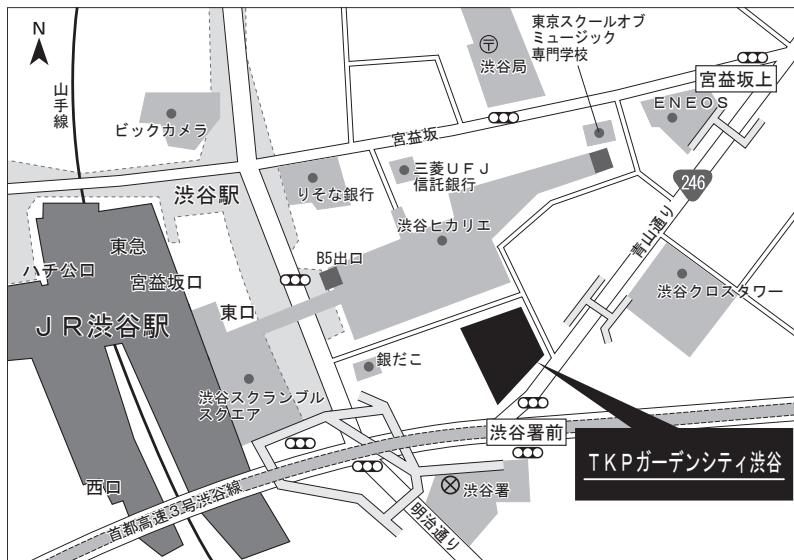 N
山手線
ビックカメラ
渋谷局
東京スクールオブ
ミュージック
専門学校
宮益坂上
ENEOS
宮益坂
三菱UFJ
信託銀行
りそな銀行
渋谷駅
246
青山通り
渋谷ヒカリエ
東急
B5出口
ハチ公口
宮益坂口
渋谷クロスタワー
東口
JR渋谷駅
銀だこ
渋谷スクランブル
スクエア
渋谷署前
TKPガーデンシティ渋谷
西口
首都高速3号渋谷線
渋谷署
明治通り